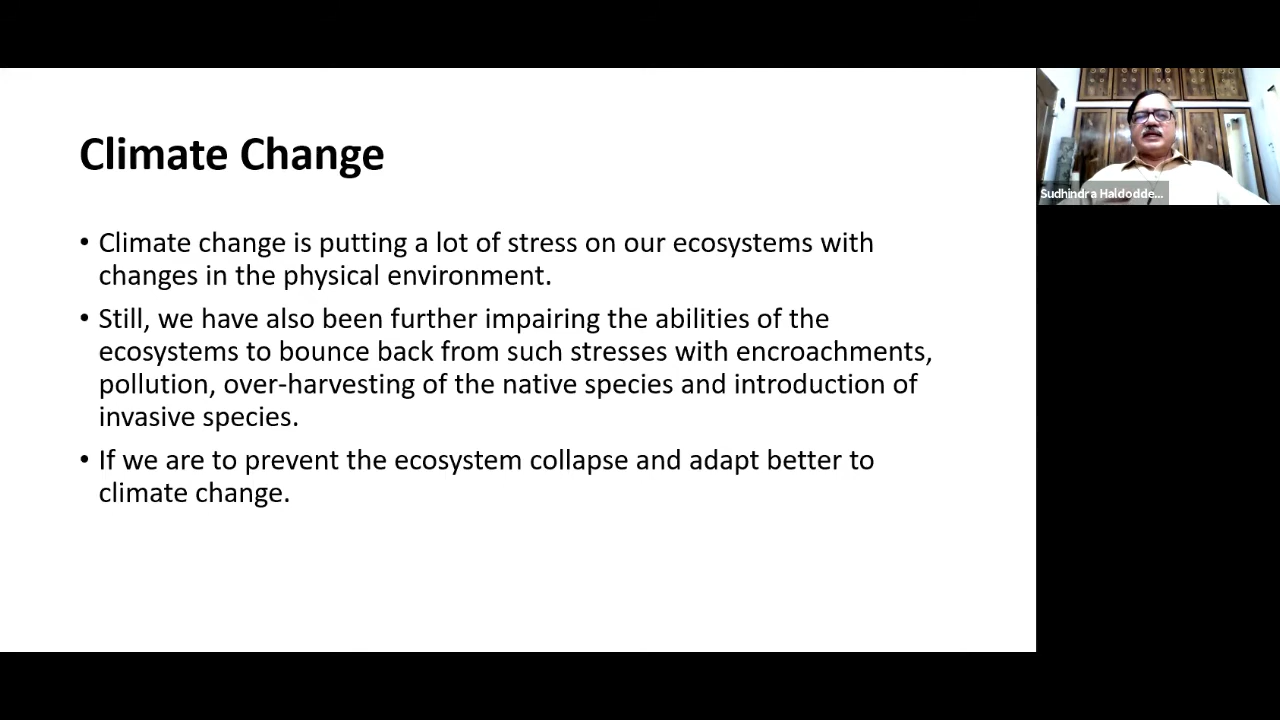 Climate Change
• Climate change is putting a lot of stress on our ecosystems with
changes in the physical environment.
• Still, we have also been further impairing the abilities of the
ecosystems to bounce back from such stresses with encroachments,
pollution, over-harvesting of the native species and introduction of
invasive species.
• If we are to prevent the ecosystem collapse and adapt better to
climate change.
Sudhindra Haldodde...